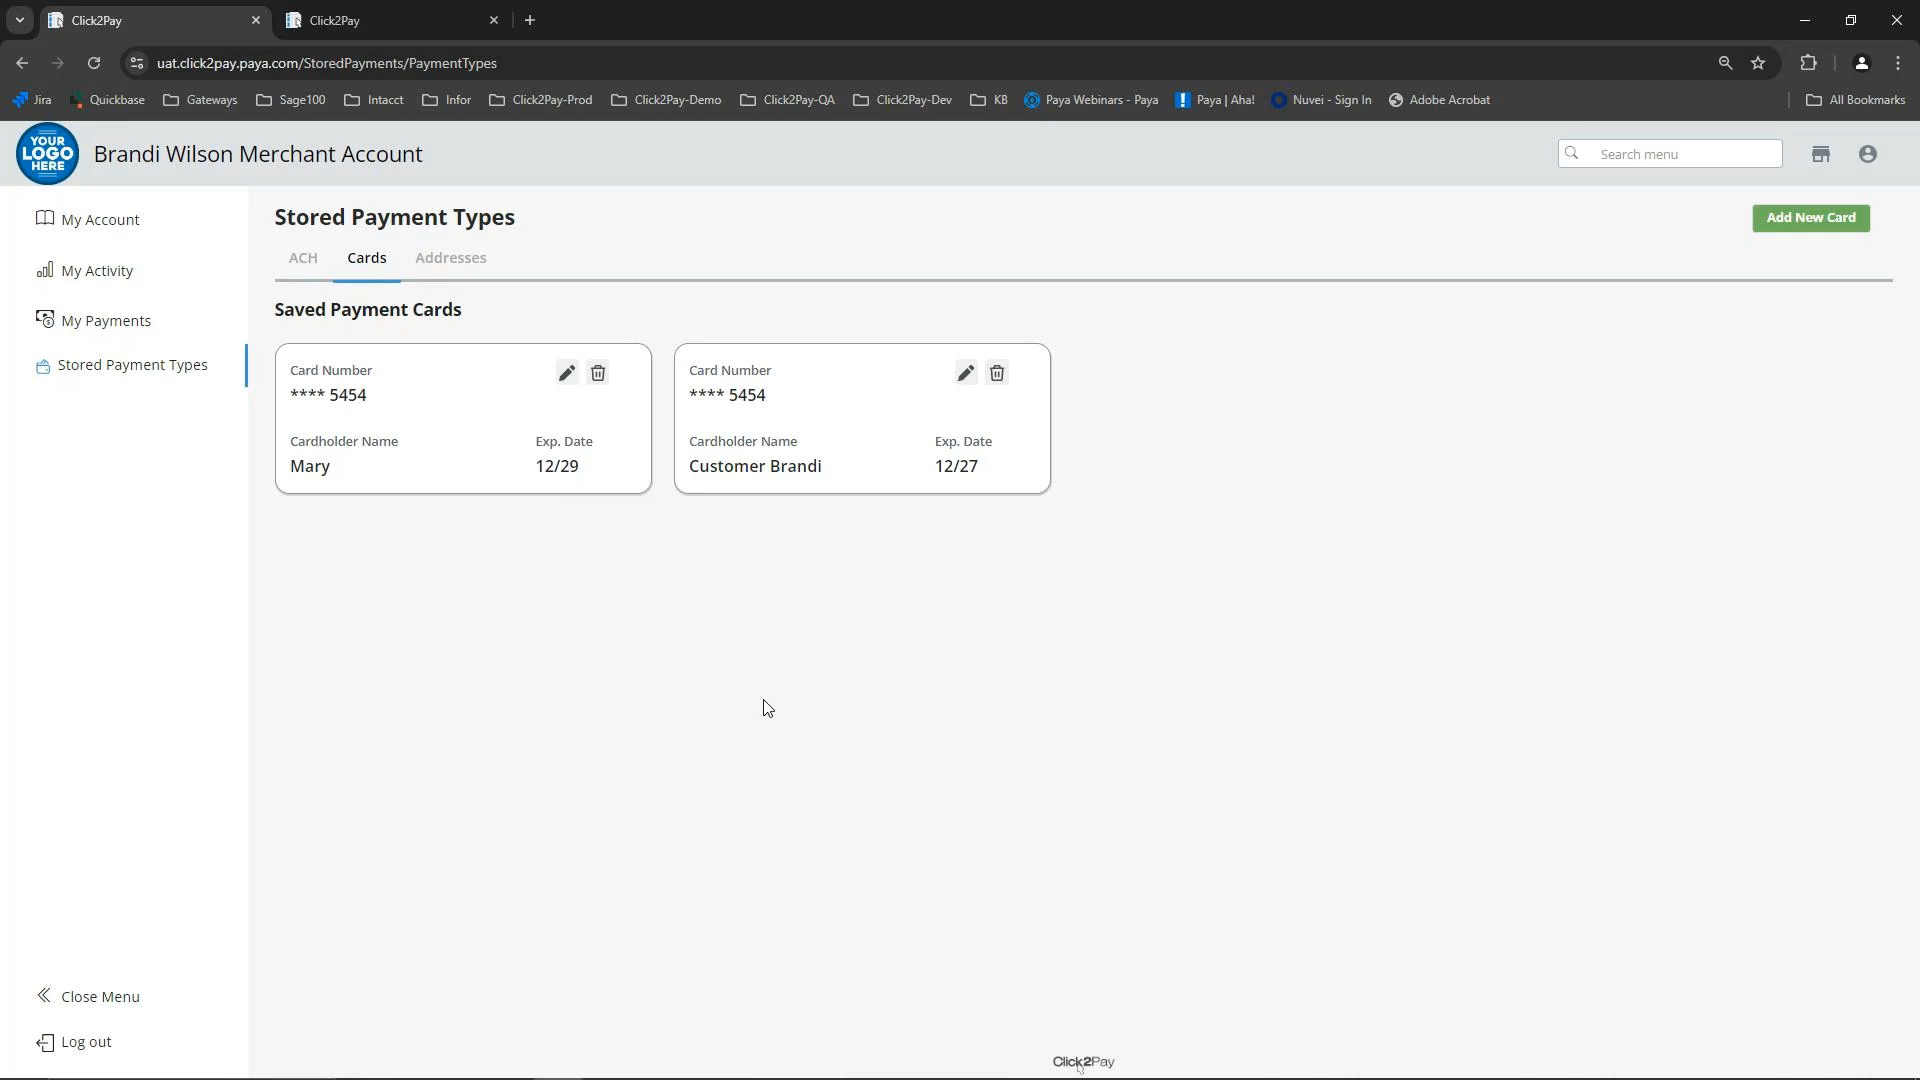 Click2Pay
Click2Pay
uat.click2pay.paya.com/StoredPayments/PaymentTypes
Jira
Quickbase
Gateways
Sage100
Intacct
Infor
Click2Pay-Prod
Click2Pay-Demo
Click2Pay-QA
Click2Pay-Dev
KB
Paya Webinars - Paya
Paya | Aha!
Nuvei - Sign In
Adobe Acrobat
All Bookmarks
YOUR
LOGO
HERE
Brandi Wilson Merchant Account
Search menu
My Account
My Activity
My Payments
Stored Payment Types
Close Menu
Log out
Stored Payment Types
Add New Card
ACH
Cards
Addresses
Saved Payment Cards
Card Number
**** 5454
Cardholder Name
Exp. Date
Mary
12/29
Card Number
**** 5454
Cardholder Name
Exp. Date
Customer Brandi
12/27
Click2Pay